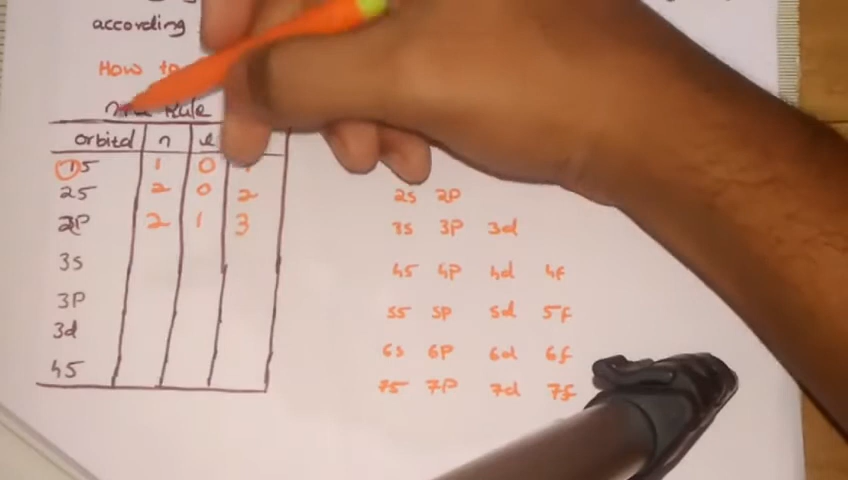 according
How to
Rule
orbital n l
1s 1 0
2s 2 0 2
2p 2 1 3
3s
3p
3d
4s
2s 2p
3s 3p 3d
4s 4p 4d 4f
5s 5p 5d 5f
6s 6p 6d 6f
7s 7p 7d 7f